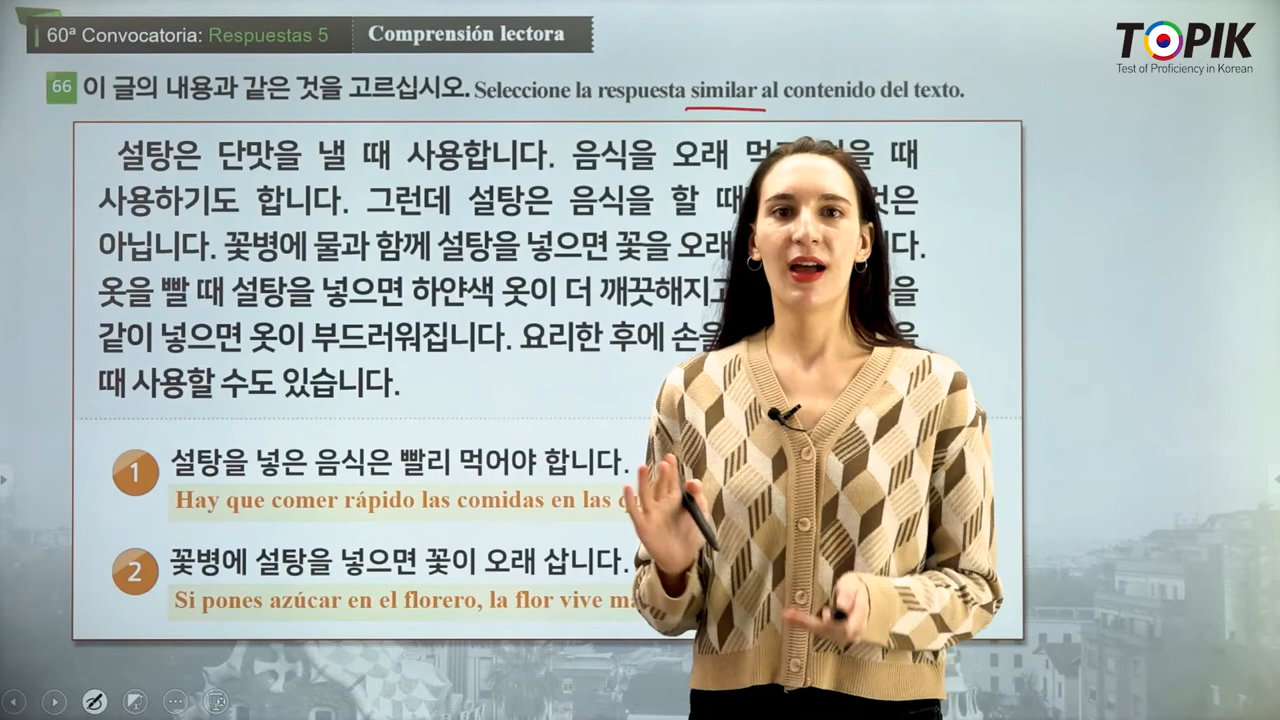 60ª Convocatoria: Respuestas 5
Comprensión lectora
TOPIK
Test of Proficiency in Korean
66 이 글의 내용과 같은 것을 고르십시오. Seleccione la respuesta similar al contenido del texto.
설탕은 단맛을 낼 때 사용합니다. 음식을 오래 때
사용하기도 합니다. 그런데 설탕은 음식을 할 때
아닙니다. 꽃병에 물과 함께 설탕을 넣으면 꽃을 오래
옷을 빨 때 설탕을 넣으면 하얀색 옷이 더
같이 넣으면 옷이 부드러워집니다. 요리한 후에
때 사용할 수도 있습니다.
1 설탕을 넣은 음식은 빨리 먹어야 합니다.
Hay que comer rápido las comidas en las
2 꽃병에 설탕을 넣으면 꽃이 오래 삽니다.
Si pones azúcar en el florero, la flor vive